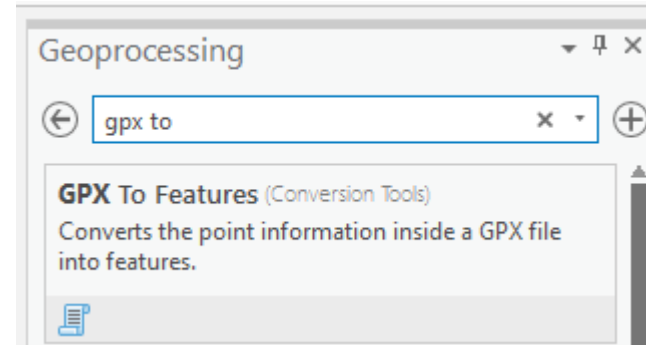 Geoprocessing
gpx to
GPX To Features (Conversion Tools)
Converts the point information inside a GPX file
into features.